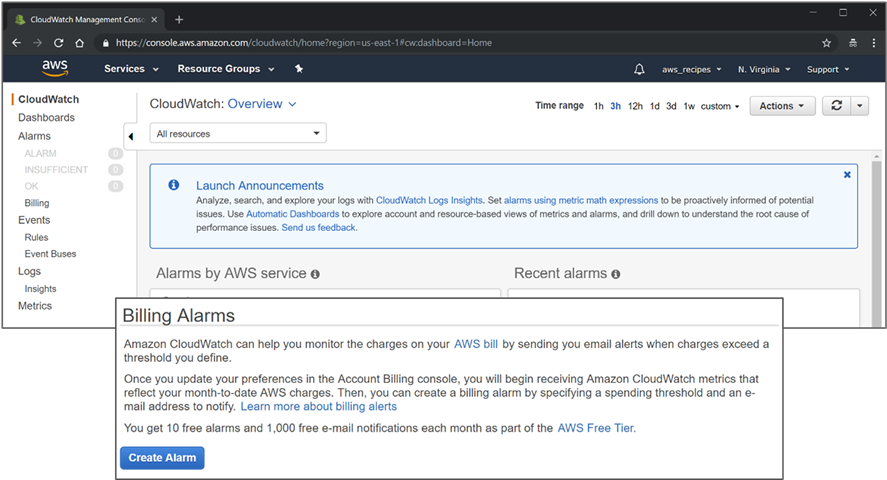 CloudWatch Management Conso
https://console.aws.amazon.com/cloudwatch/home?region=us-east-1#cw:dashboard=Home
aws
Services
Resource Groups
aws_recipes
N. Virginia
Support
CloudWatch
Dashboards
Alarms
ALARM 0
INSUFFICIENT 0
OK 0
Billing
Events
Rules
Event Buses
Logs
Insights
Metrics
CloudWatch: Overview
Time range 1h 3h 12h 1d 3d 1w custom
Actions
All resources
Launch Announcements
Analyze, search, and explore your logs with CloudWatch Logs Insights. Set alarms using metric math expressions to be proactively informed of potential
issues. Use Automatic Dashboards to explore account and resource-based views of metrics and alarms, and drill down to understand the root cause of
performance issues. Send us feedback.
Alarms by AWS service
Recent alarms
Billing Alarms
Amazon CloudWatch can help you monitor the charges on your AWS bill by sending you email alerts when charges exceed a
threshold you define.
Once you update your preferences in the Account Billing console, you will begin receiving Amazon CloudWatch metrics that
reflect your month-to-date AWS charges. Then, you can create a billing alarm by specifying a spending threshold and an e-
mail address to notify. Learn more about billing alerts
You get 10 free alarms and 1,000 free e-mail notifications each month as part of the AWS Free Tier.
Create Alarm